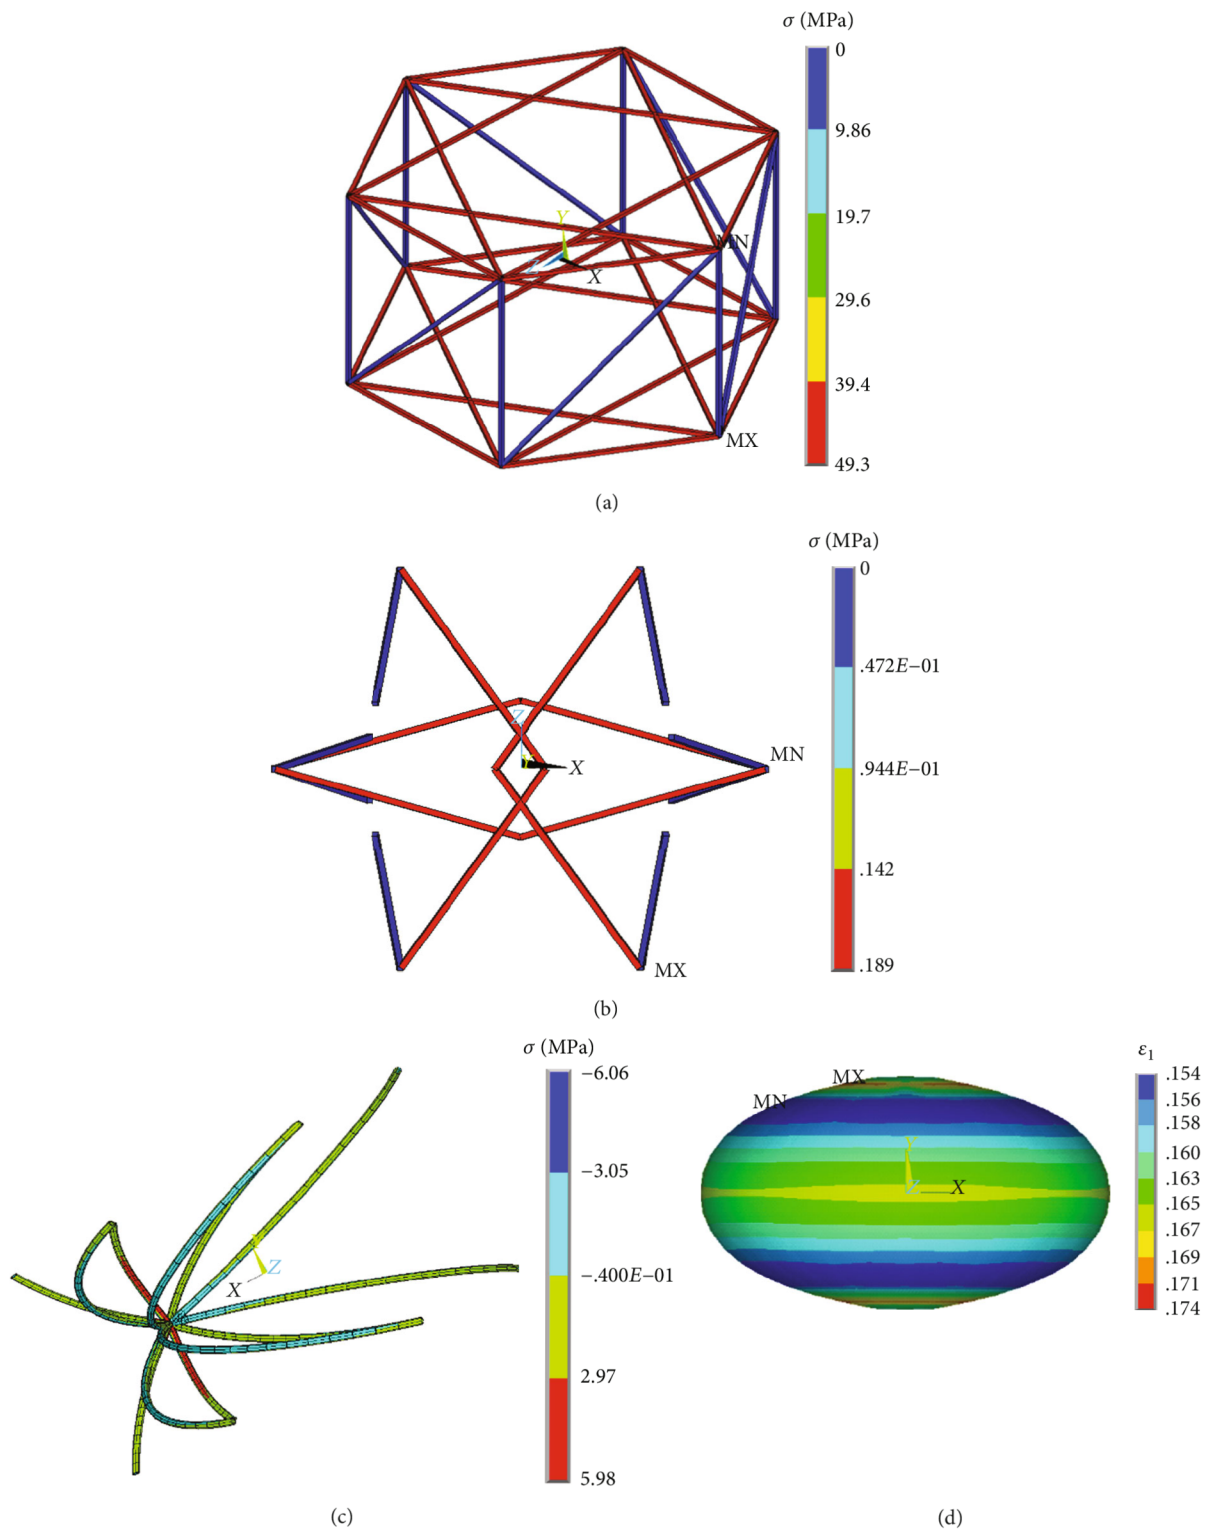 σ (MPa)
0
9.86
19.7
29.6
39.4
49.3
Y
MN
Z
X
MX
(a)
σ (MPa)
0
.472E−01
.944E−01
.142
.189
Z
MN
Y
X
MX
(b)
σ (MPa)
−6.06
−3.05
−.400E−01
2.97
5.98
Y
Z
X
(c)
ε1
.154
.156
.158
.160
.163
.165
.167
.169
.171
.174
MX
MN
Y
Z
X
(d)